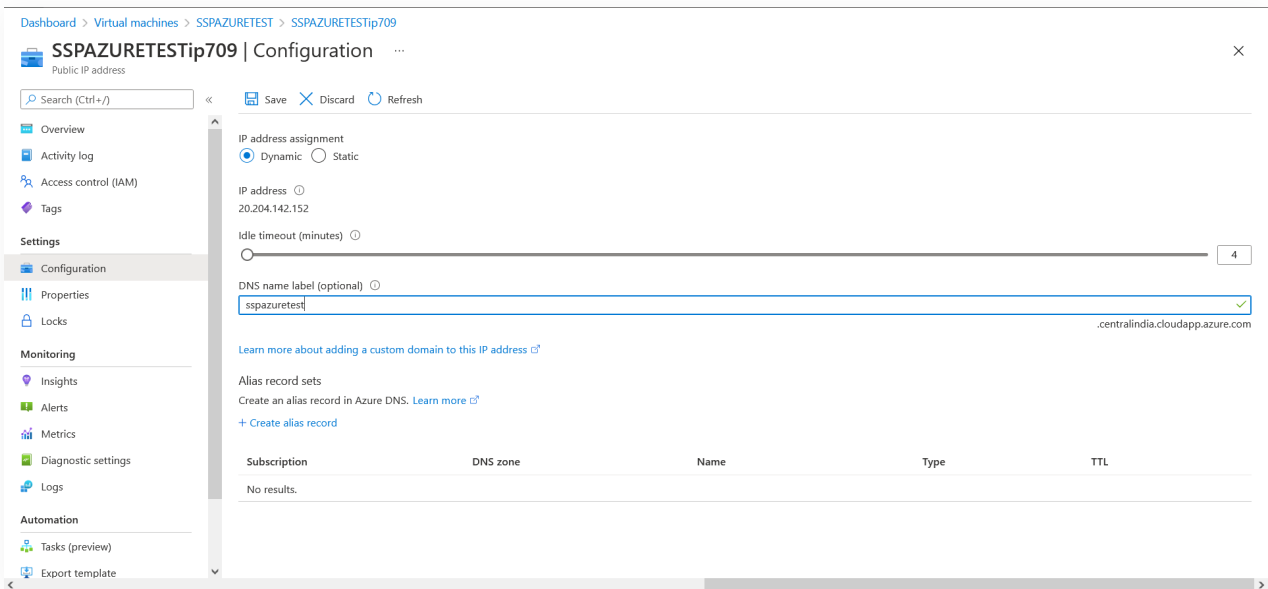 Dashboard > Virtual machines > SSPAZURETEST > SSPAZURETESTip709
SSPAZURETESTip709 | Configuration ...
Public IP address
Search (Ctrl+/)
«
Save Discard Refresh
Overview
Activity log
Access control (IAM)
Tags
Settings
Configuration
Properties
Locks
Monitoring
Insights
Alerts
Metrics
Diagnostic settings
Logs
Automation
Tasks (preview)
Export template
IP address assignment
Dynamic Static
IP address
20.204.142.152
Idle timeout (minutes)
4
DNS name label (optional)
sspazuretest
.centralindia.cloudapp.azure.com
Learn more about adding a custom domain to this IP address
Alias record sets
Create an alias record in Azure DNS. Learn more
+ Create alias record
Subscription DNS zone Name Type TTL
No results.